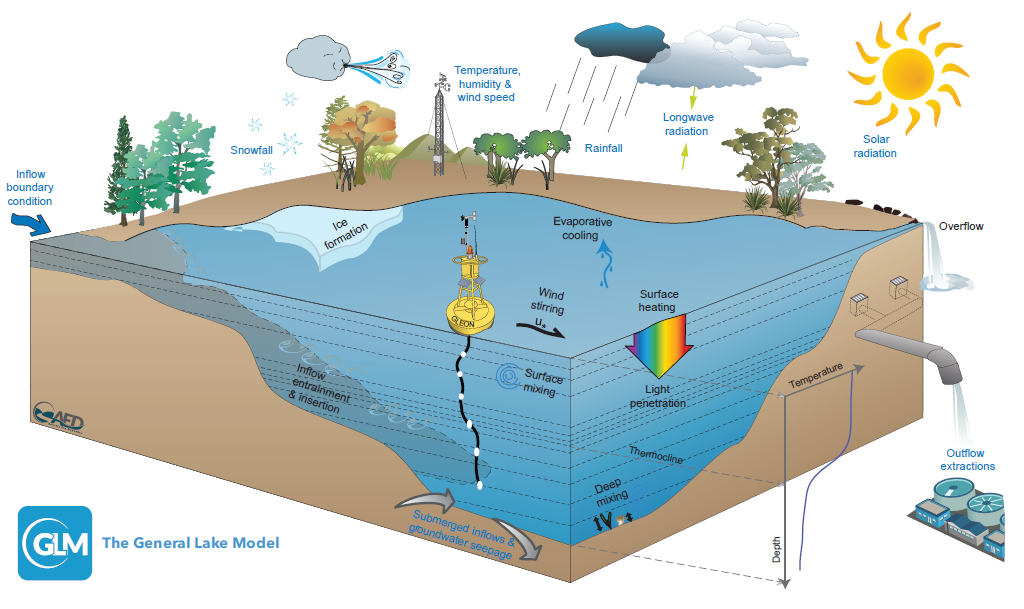 Temperature,
humidity &
wind speed
Longwave
radiation
Solar
radiation
Snowfall
Rainfall
Inflow
boundary
condition
Ice
formation
Evaporative
cooling
Overflow
GLEON
Wind
stirring
u*
Surface
heating
Inflow
entrainment
& insertion
Surface
mixing
Light
penetration
Temperature
AED
Thermocline
Deep
mixing
Outflow
extractions
Submerged inflows &
groundwater seepage
Depth
GLM
The General Lake Model